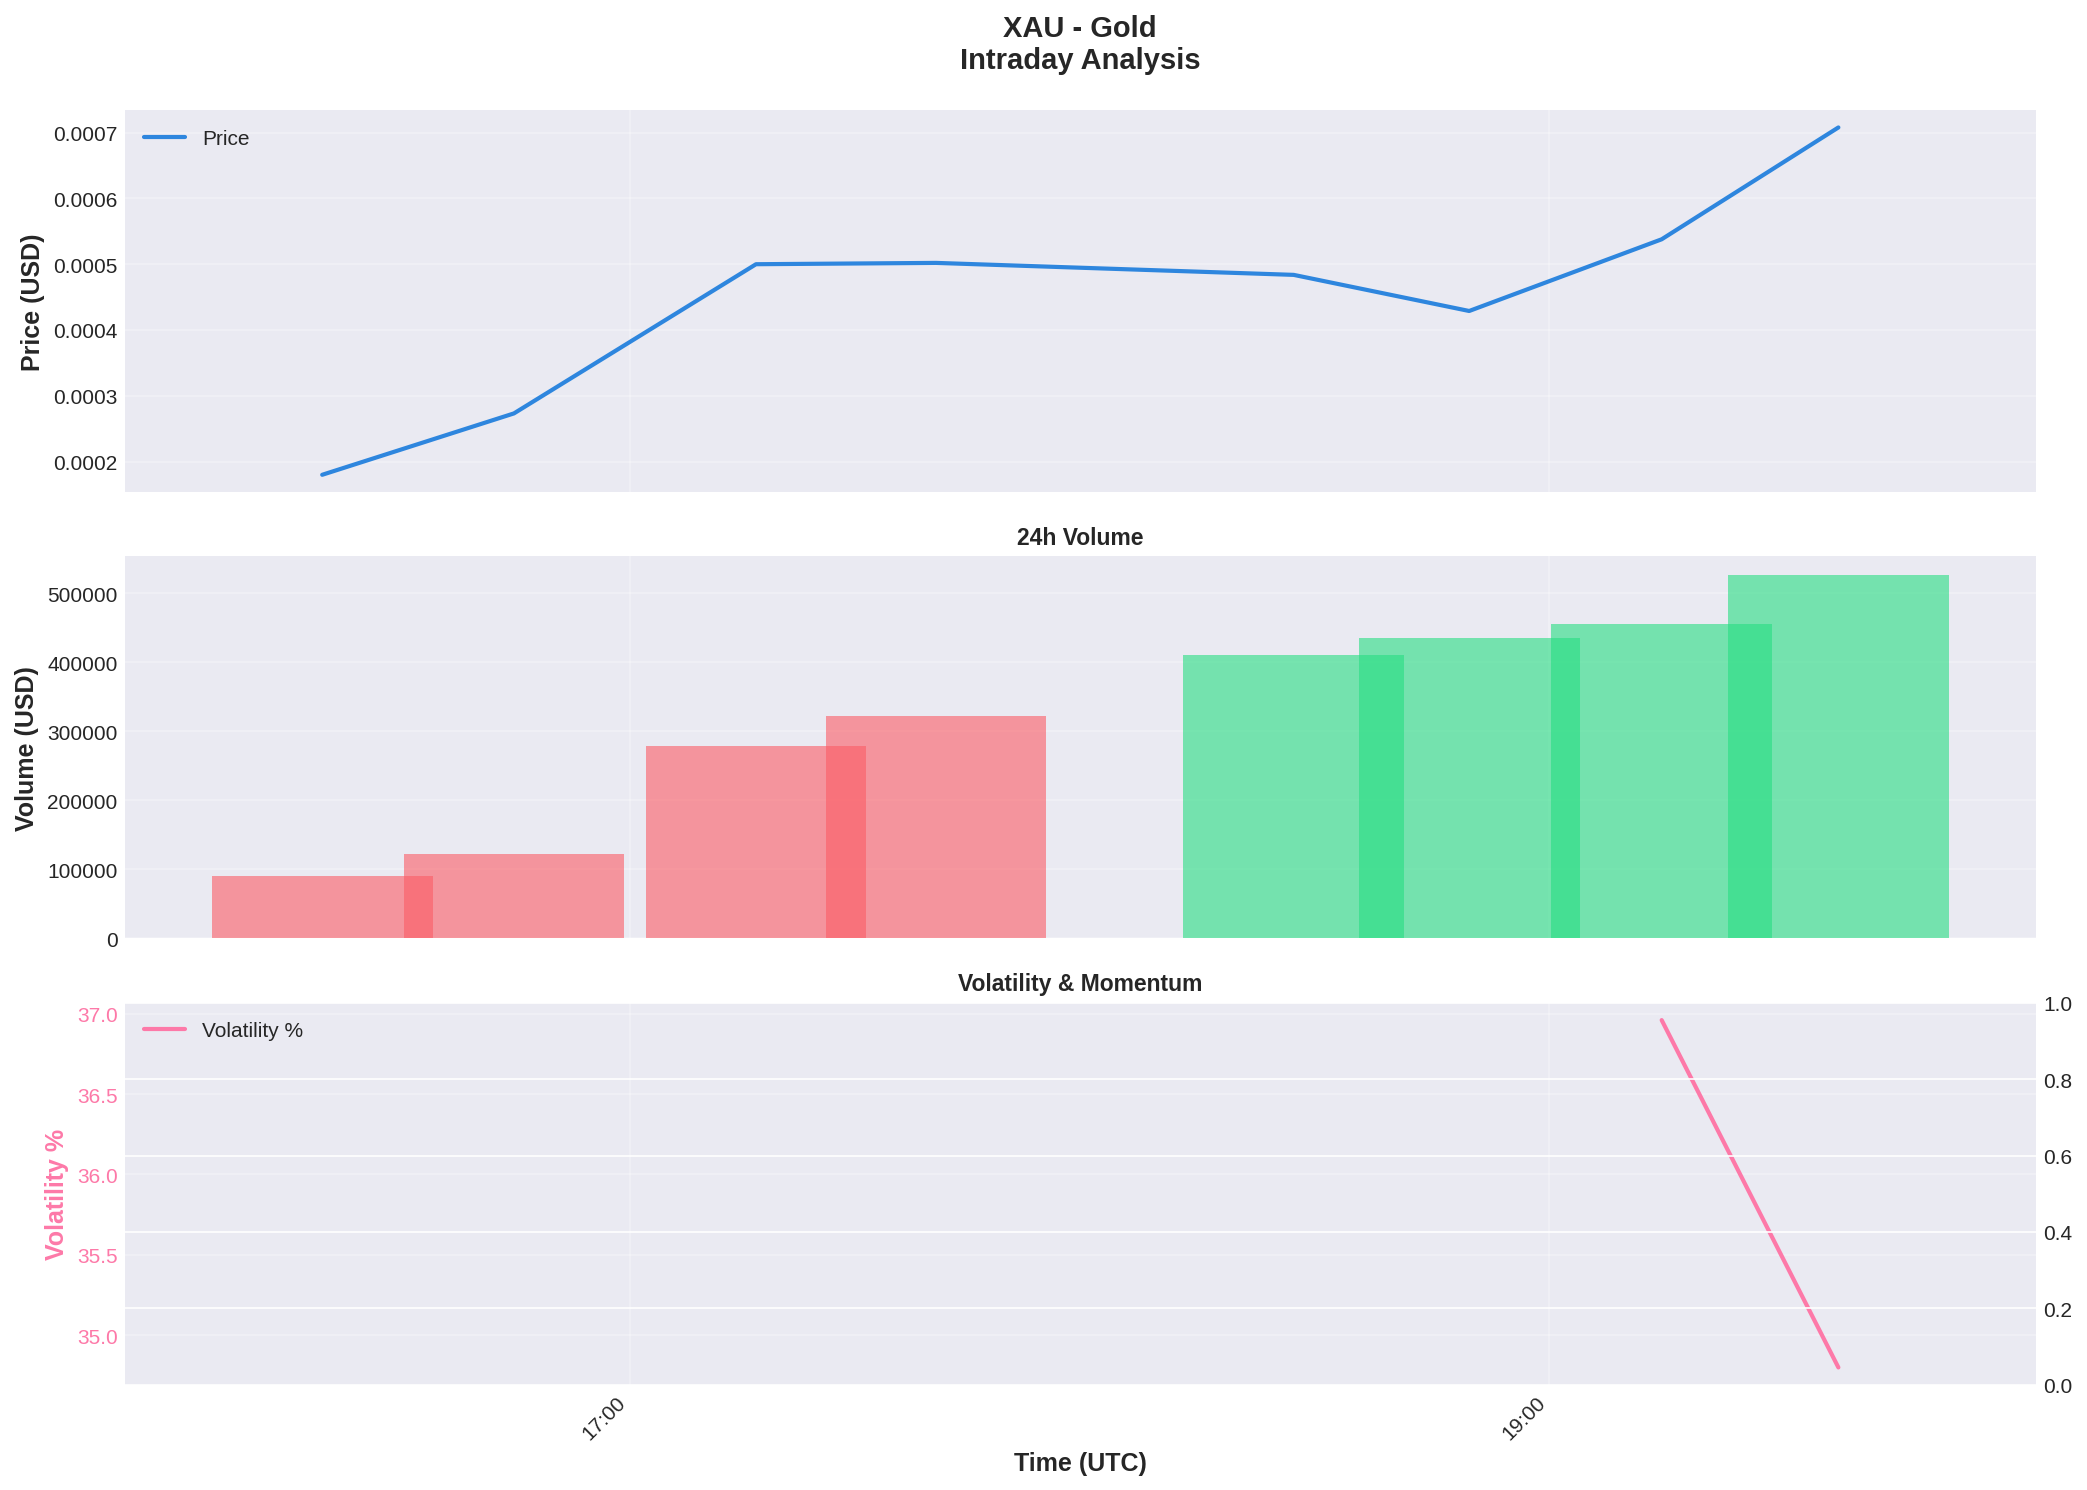 XAU - Gold
Intraday Analysis
Price
0.0007
0.0006
0.0005
0.0004
0.0003
0.0002
Price (USD)
24h Volume
500000
400000
300000
200000
100000
0
Volume (USD)
Volatility & Momentum
Volatility %
37.0
36.5
36.0
35.5
35.0
Volatility %
1.0
0.8
0.6
0.4
0.2
0.0
17:00
19:00
Time (UTC)